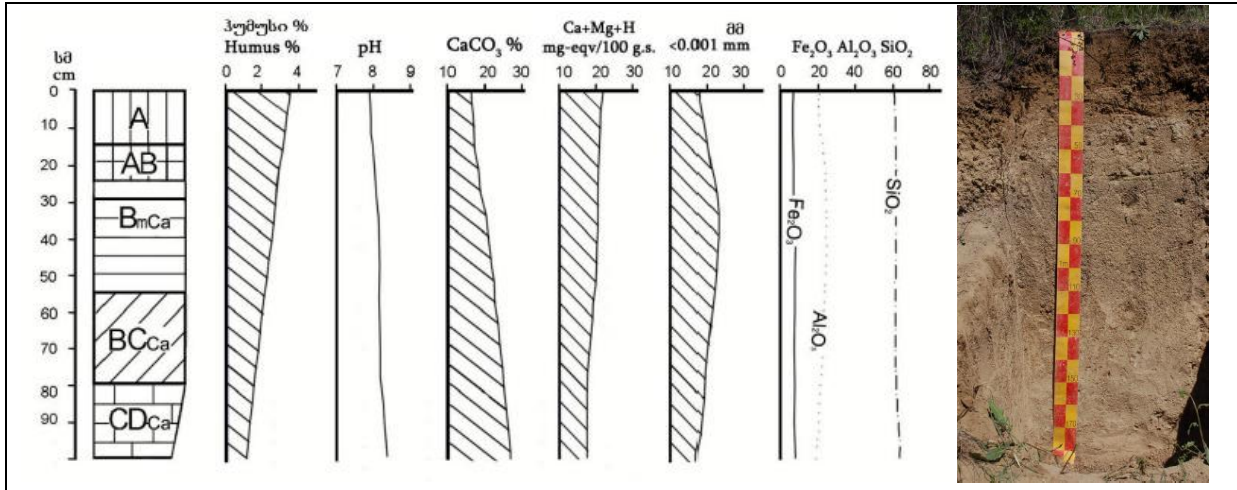 სმ
cm
0
10
20
30
40
50
60
70
80
90
A
AB
BmCa
BCCa
CDCa
ჰუმუსი %
Humus %
0 2 4
pH
7 8 9
CaCO₃ %
10 20 30
Ca+Mg+H
mg-eqv/100 g.s.
10 20 30
მმ
<0.001 mm
10 20 30
Fe₂O₃ Al₂O₃ SiO₂
0 20 40 60 80
Fe₂O₃
Al₂O₃
SiO₂